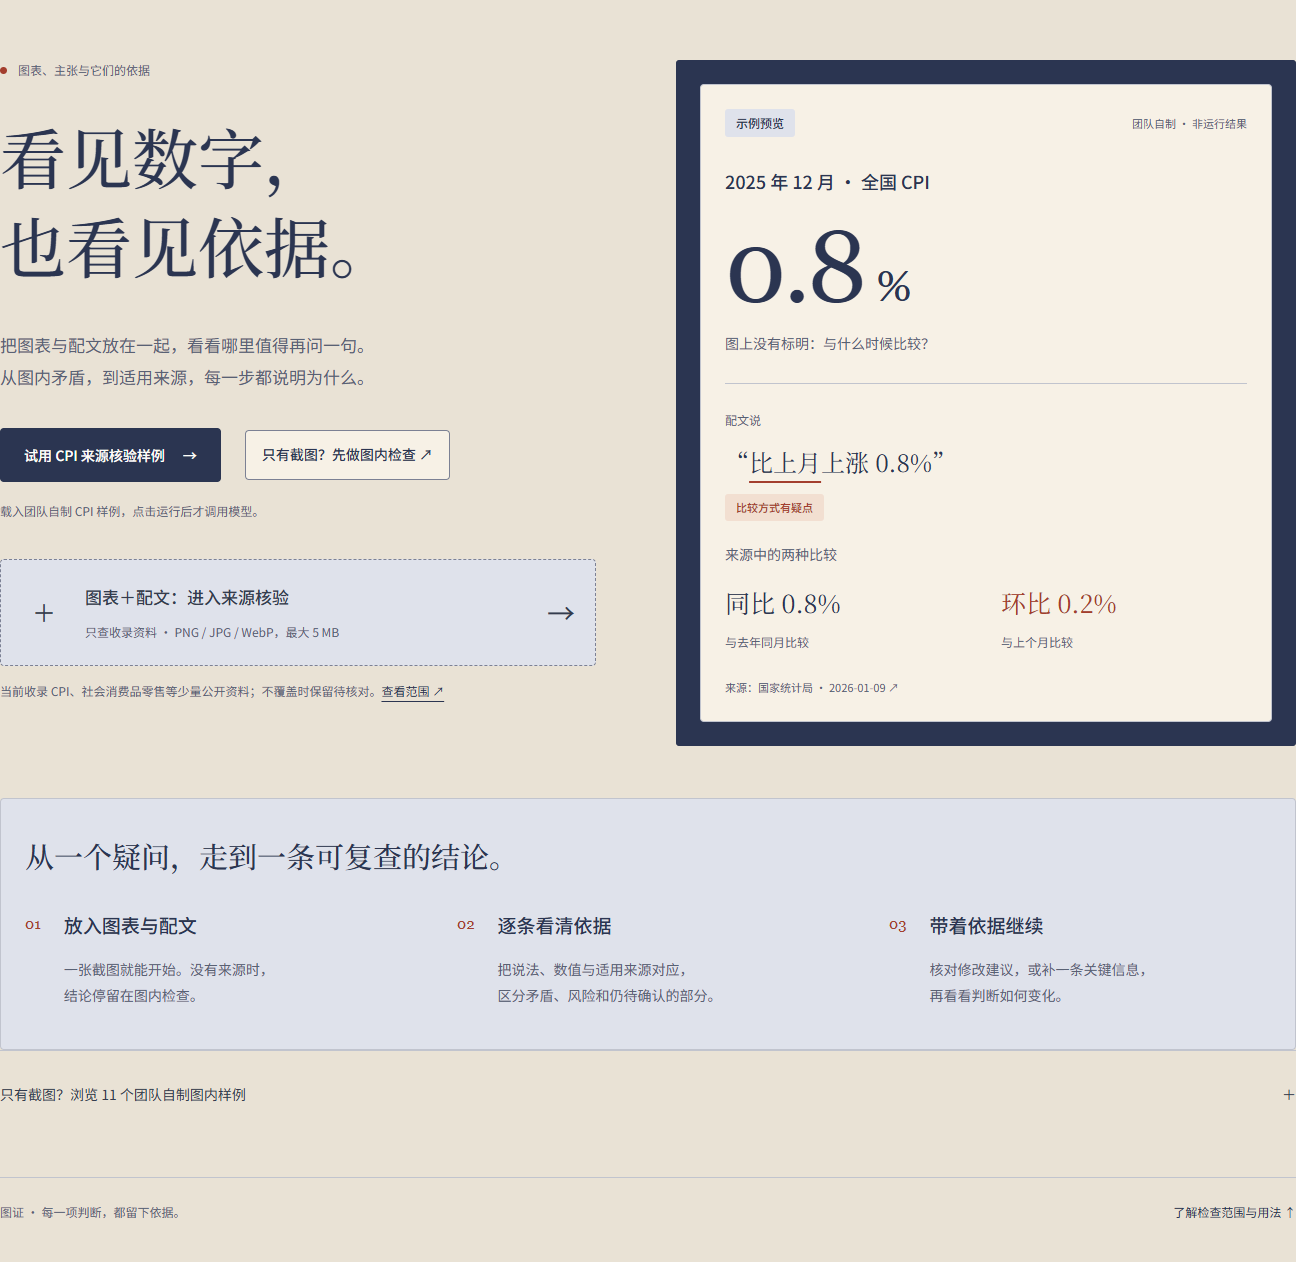 图表、主张与它们的依据
看见数字，
也看见依据。
把图表与配文放在一起，看看哪里值得再问一句。
从图内矛盾，到适用来源，每一步都说明为什么。
试用 CPI 来源核验样例 →
只有截图？先做图内检查 ↗
载入团队自制 CPI 样例，点击运行后才调用模型。
＋ 图表＋配文：进入来源核验 →
只查收录资料 · PNG / JPG / WebP，最大 5 MB
当前收录 CPI、社会消费品零售等少量公开资料；不覆盖时保留待核对。查看范围 ↗
示例预览
团队自制 · 非运行结果
2025 年 12 月 · 全国 CPI
0.8 %
图上没有标明：与什么时候比较？
配文说
“比上月上涨 0.8%”
比较方式有疑点
来源中的两种比较
同比 0.8%
与去年同月比较
环比 0.2%
与上个月比较
来源：国家统计局 · 2026-01-09 ↗
从一个疑问，走到一条可复查的结论。
01 放入图表与配文
一张截图就能开始。没有来源时，
结论停留在图内检查。
02 逐条看清依据
把说法、数值与适用来源对应，
区分矛盾、风险和仍待确认的部分。
03 带着依据继续
核对修改建议，或补一条关键信息，
再看看判断如何变化。
只有截图？浏览 11 个团队自制图内样例 ＋
图证 · 每一项判断，都留下依据。
了解检查范围与用法 ↑